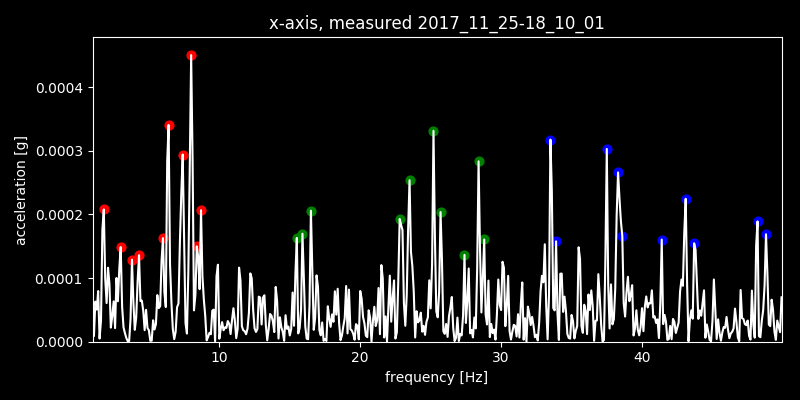 x-axis, measured 2017_11_25-18_10_01
acceleration [g]
0.0004
0.0003
0.0002
0.0001
0.0000
10 20 30 40
frequency [Hz]